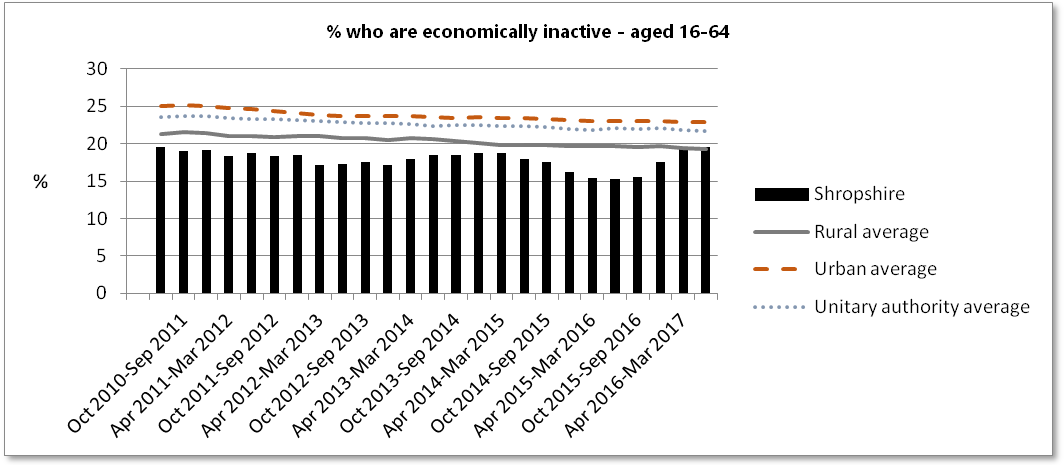 % who are economically inactive - aged 16-64
30
25
20
15
10
5
0
%
Oct 2010-Sep 2011
Apr 2011-Mar 2012
Oct 2011-Sep 2012
Apr 2012-Mar 2013
Oct 2012-Sep 2013
Apr 2013-Mar 2014
Oct 2013-Sep 2014
Apr 2014-Mar 2015
Oct 2014-Sep 2015
Apr 2015-Mar 2016
Oct 2015-Sep 2016
Apr 2016-Mar 2017
Shropshire
Rural average
Urban average
Unitary authority average